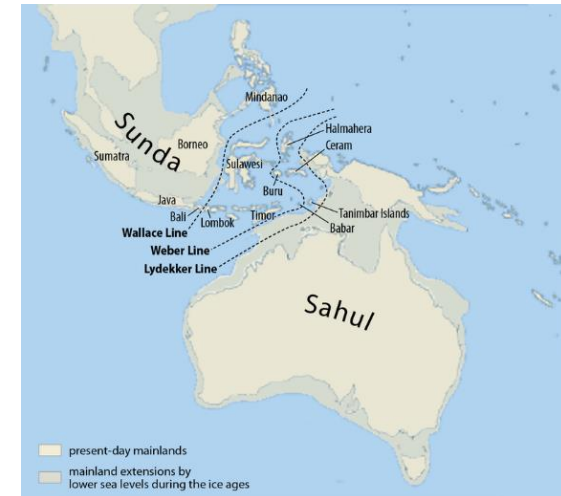 Mindanao
Sunda
Halmahera
Borneo
Ceram
Sumatra
Sulawesi
Buru
Java
Tanimbar Islands
Bali
Lombok
Timor
Babar
Wallace Line
Weber Line
Lydekker Line
Sahul
present-day mainlands
mainland extensions by
lower sea levels during the ice ages